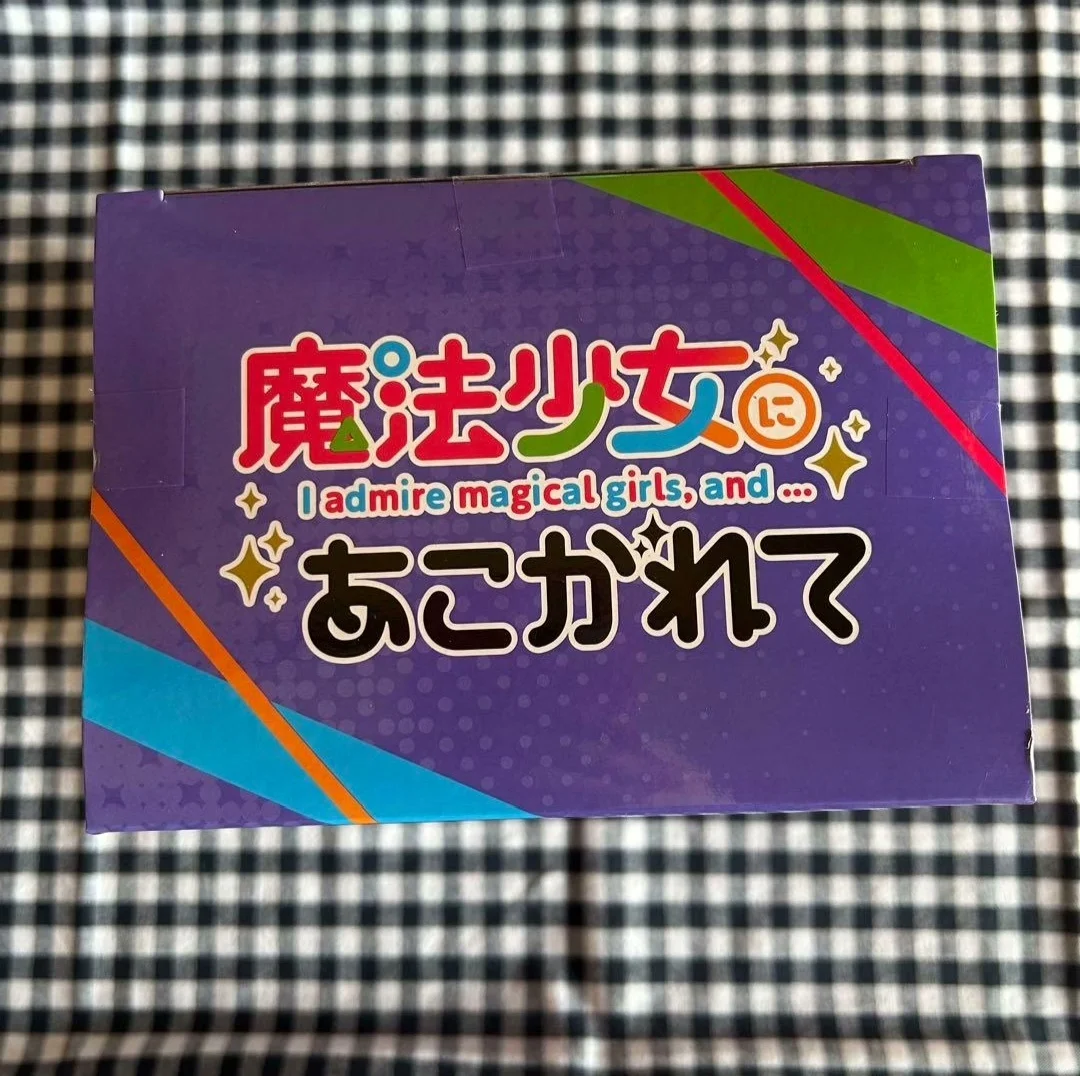 魔法少女に
I admire magical girls, and ...
あこがれて